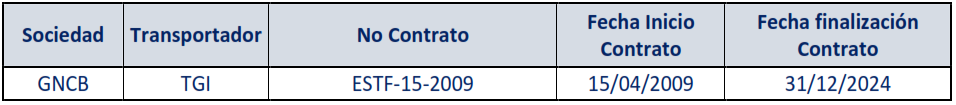 Sociedad Transportador No Contrato Fecha Inicio Contrato Fecha finalización Contrato
GNCB TGI ESTF-15-2009 15/04/2009 31/12/2024